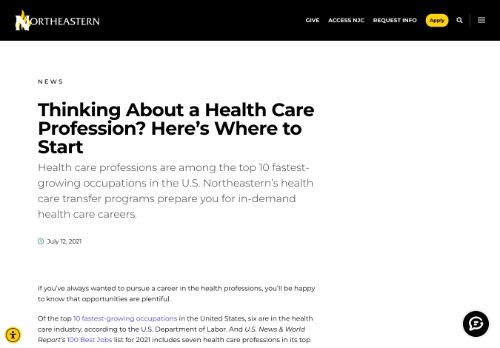 NORTHEASTERN
GIVE ACCESS NJC REQUEST INFO Apply
NEWS
Thinking About a Health Care
Profession? Here's Where to
Start
Health care professions are among the top 10 fastest-
growing occupations in the U.S. Northeastern's health
care transfer programs prepare you for in-demand
health care careers.
July 12, 2021
If you've always wanted to pursue a career in the health professions, you'll be happy
to know that opportunities are plentiful.
Of the top 10 fastest-growing occupations in the United States, six are in the health
care industry, according to the U.S. Department of Labor. And U.S. News & World
Report's 100 Best Jobs list for 2021 includes seven health care professions in its top